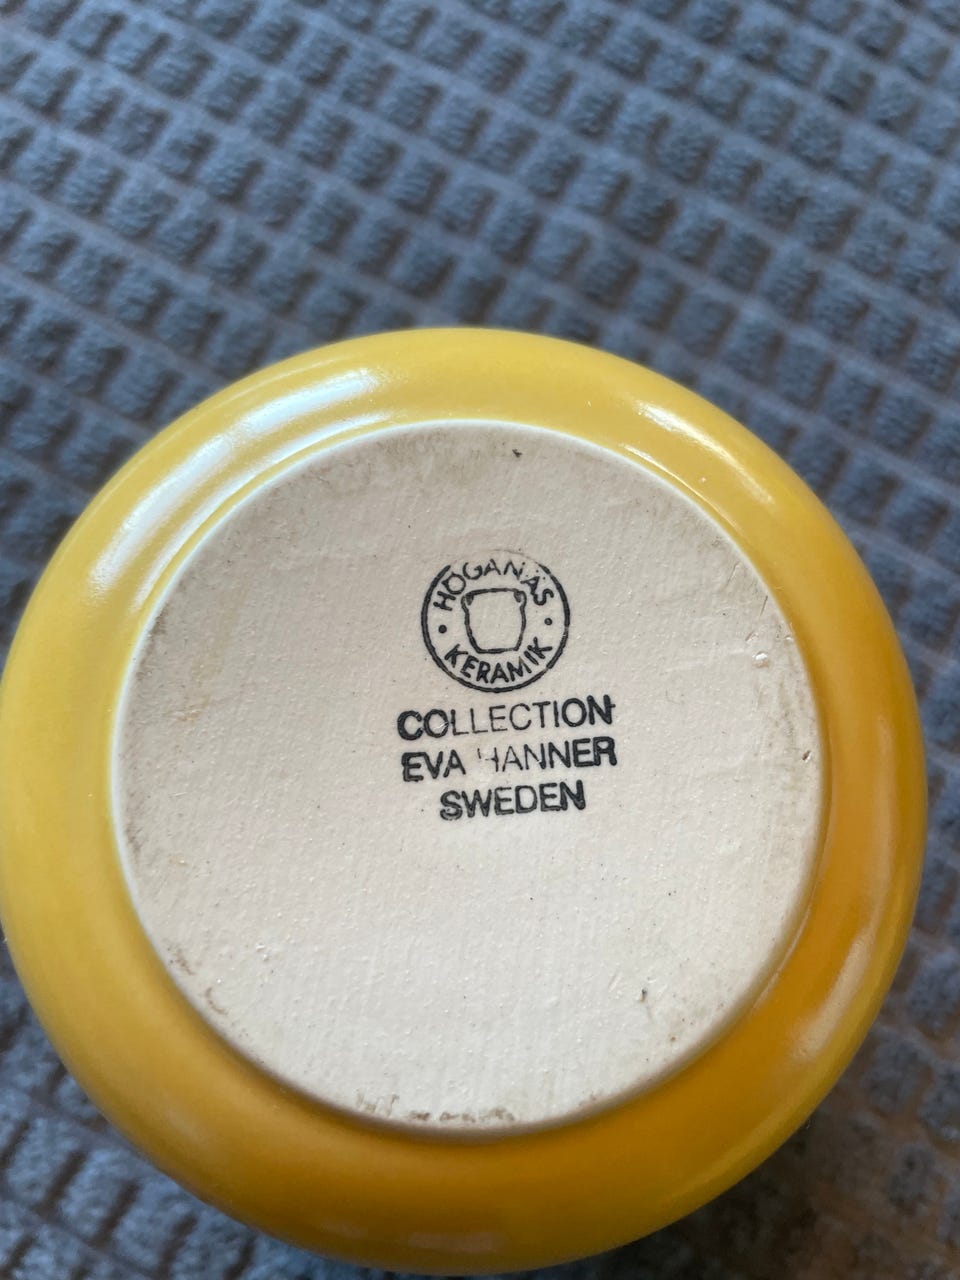 HÖGANÄS
KERAMIK
COLLECTION
EVA HANNER
SWEDEN